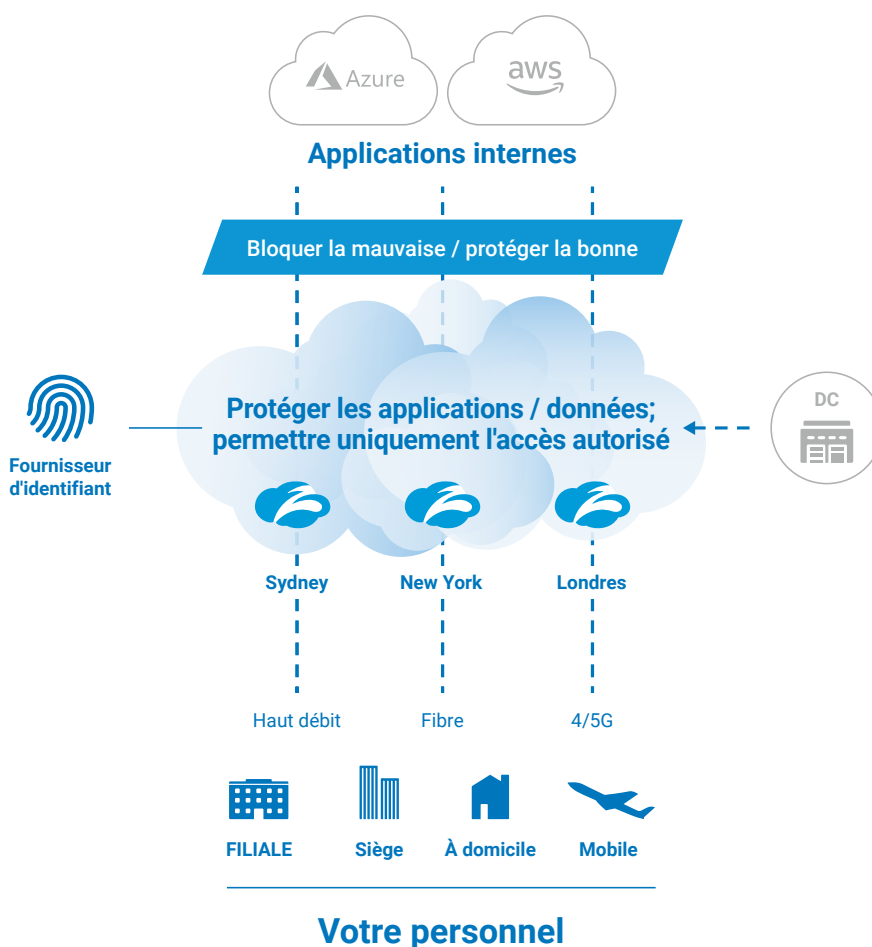 Azure
aws
Applications internes
Bloquer la mauvaise / protéger la bonne
Protéger les applications / données;
permettre uniquement l'accès autorisé
DC
Fournisseur
d'identifiant
Sydney
New York
Londres
Haut débit
Fibre
4/5G
FILIALE
Siège
À domicile
Mobile
Votre personnel